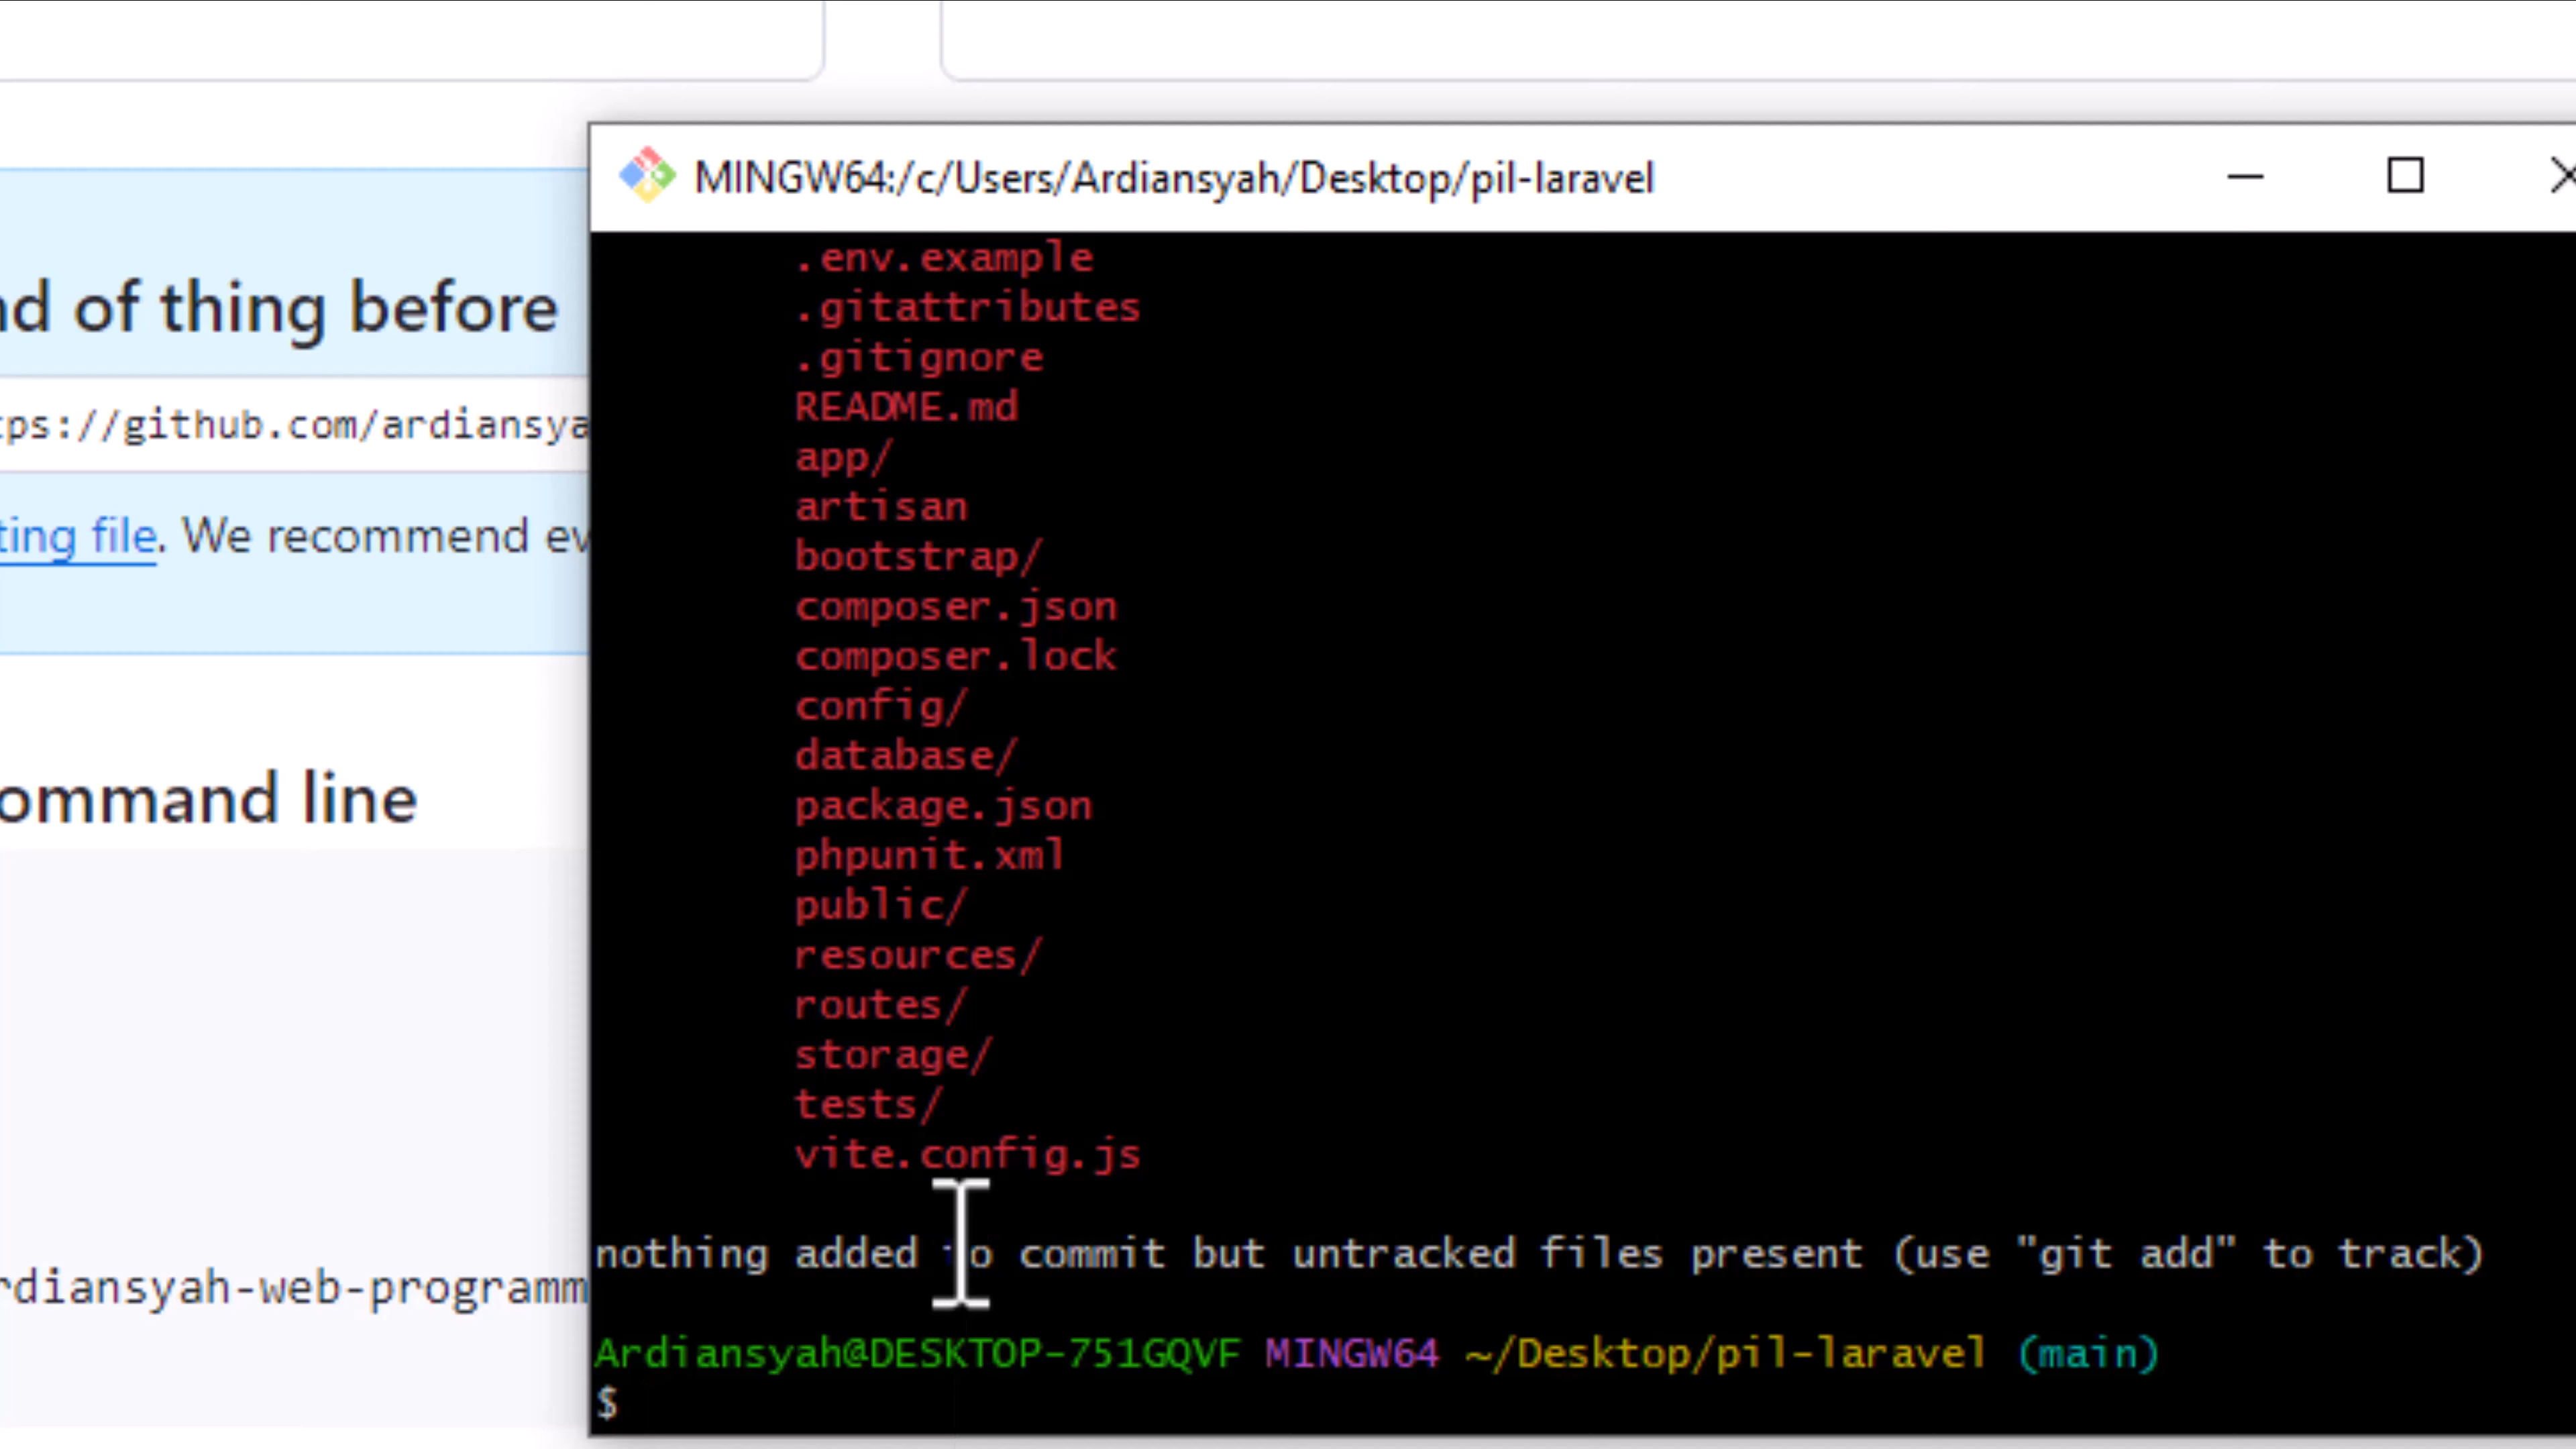 nd of thing before
tps://github.com/ardiansya
ting file. We recommend ev
ommand line
rdiansyah-web-programm
MINGW64:/c/Users/Ardiansyah/Desktop/pil-laravel
.env.example
.gitattributes
.gitignore
README.md
app/
artisan
bootstrap/
composer.json
composer.lock
config/
database/
package.json
phpunit.xml
public/
resources/
routes/
storage/
tests/
vite.config.js
nothing added to commit but untracked files present (use "git add" to track)
Ardiansyah@DESKTOP-751GQVF MINGW64 ~/Desktop/pil-laravel (main)
$